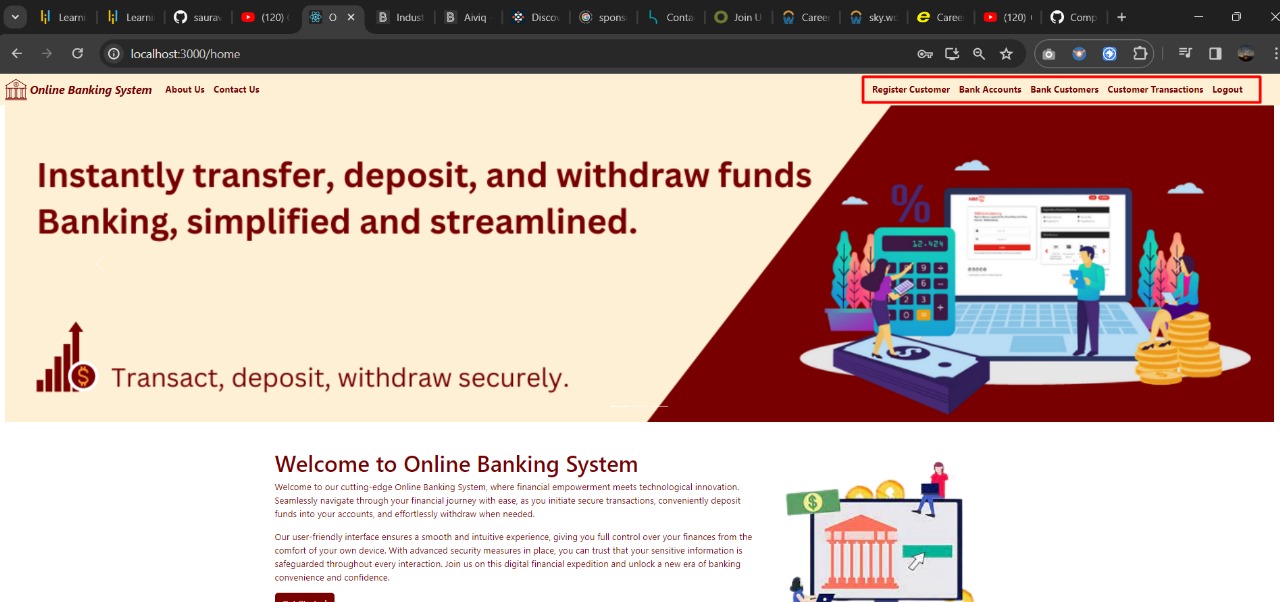 Learni
Learni
saurav
(120)
O
Indust
Aiviq
Discov
sponsi
Conta
Join U
Career
sky.wo
Caree
(120)
Comp
localhost:3000/home
Online Banking System About Us Contact Us Register Customer Bank Accounts Bank Customers Customer Transactions Logout
Instantly transfer, deposit, and withdraw funds
Banking, simplified and streamlined.
%
12.424
Transact, deposit, withdraw securely.
Welcome to Online Banking System
Welcome to our cutting-edge Online Banking System, where financial empowerment meets technological innovation.
Seamlessly navigate through your financial journey with ease, as you initiate secure transactions, conveniently deposit
funds into your accounts, and effortlessly withdraw when needed.
Our user-friendly interface ensures a smooth and intuitive experience, giving you full control over your finances from the
comfort of your own device. With advanced security measures in place, you can trust that your sensitive information is
safeguarded throughout every interaction. Join us on this digital financial expedition and unlock a new era of banking
convenience and confidence.